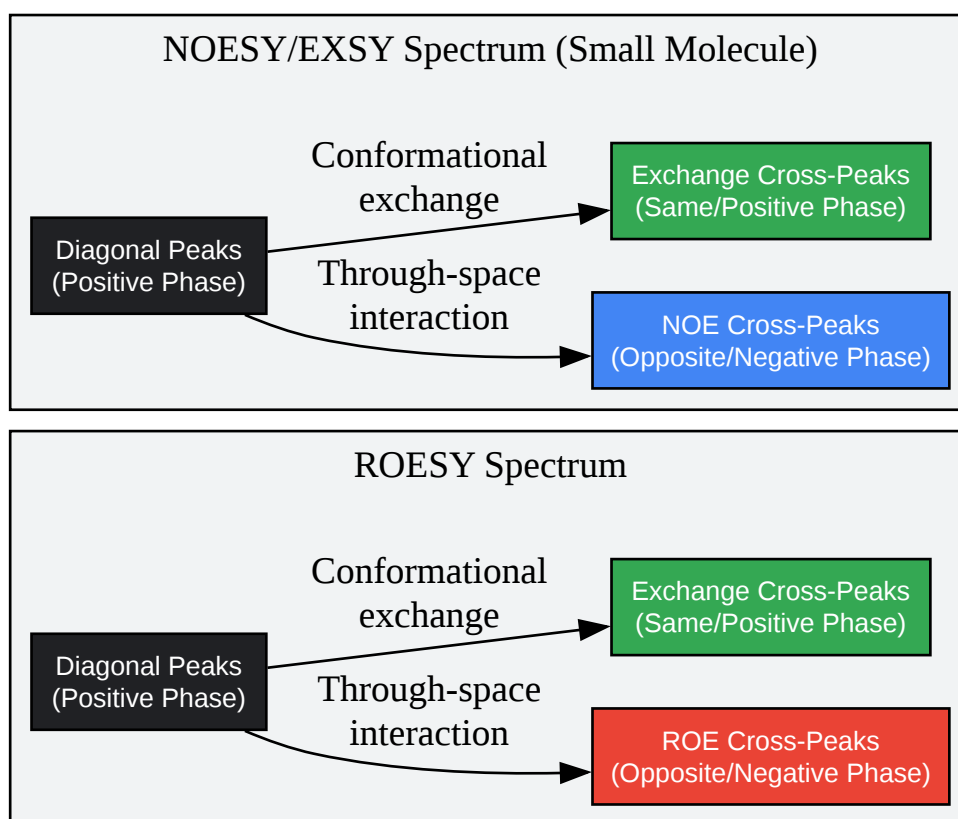 NOESY/EXSY Spectrum (Small Molecule)
Conformational
exchange
Exchange Cross-Peaks
(Same/Positive Phase)
Diagonal Peaks
(Positive Phase)
Through-space
interaction
NOE Cross-Peaks
(Opposite/Negative Phase)
ROESY Spectrum
Conformational
exchange
Exchange Cross-Peaks
(Same/Positive Phase)
Diagonal Peaks
(Positive Phase)
Through-space
interaction
ROE Cross-Peaks
(Opposite/Negative Phase)